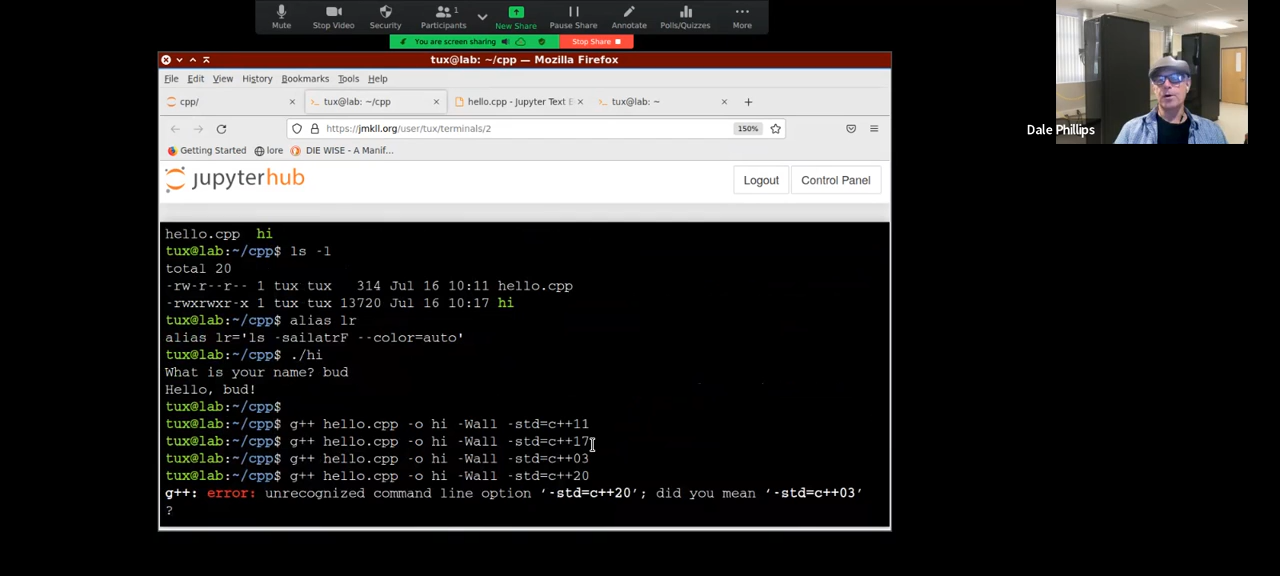 Mute
Stop Video
Security
Participants 1
New Share
Pause Share
Annotate
Polls/Quizzes
More
You are screen sharing
Stop Share
tux@lab: ~/cpp — Mozilla Firefox
File Edit View History Bookmarks Tools Help
cpp/
tux@lab: ~/cpp
hello.cpp - Jupyter Text E
tux@lab: ~
https://jmkll.org/user/tux/terminals/2
150%
Getting Started
lore
DIE WISE - A Manif...
jupyterhub
Logout
Control Panel
hello.cpp  hi
tux@lab:~/cpp$ ls -l
total 20
-rw-r--r-- 1 tux tux   314 Jul 16 10:11 hello.cpp
-rwxrwxr-x 1 tux tux 13720 Jul 16 10:17 hi
tux@lab:~/cpp$ alias lr
alias lr='ls -sailatrF --color=auto'
tux@lab:~/cpp$ ./hi
What is your name? bud
Hello, bud!
tux@lab:~/cpp$
tux@lab:~/cpp$ g++ hello.cpp -o hi -Wall -std=c++11
tux@lab:~/cpp$ g++ hello.cpp -o hi -Wall -std=c++17
tux@lab:~/cpp$ g++ hello.cpp -o hi -Wall -std=c++03
tux@lab:~/cpp$ g++ hello.cpp -o hi -Wall -std=c++20
g++: error: unrecognized command line option ‘-std=c++20’; did you mean ‘-std=c++03’
?
Dale Phillips